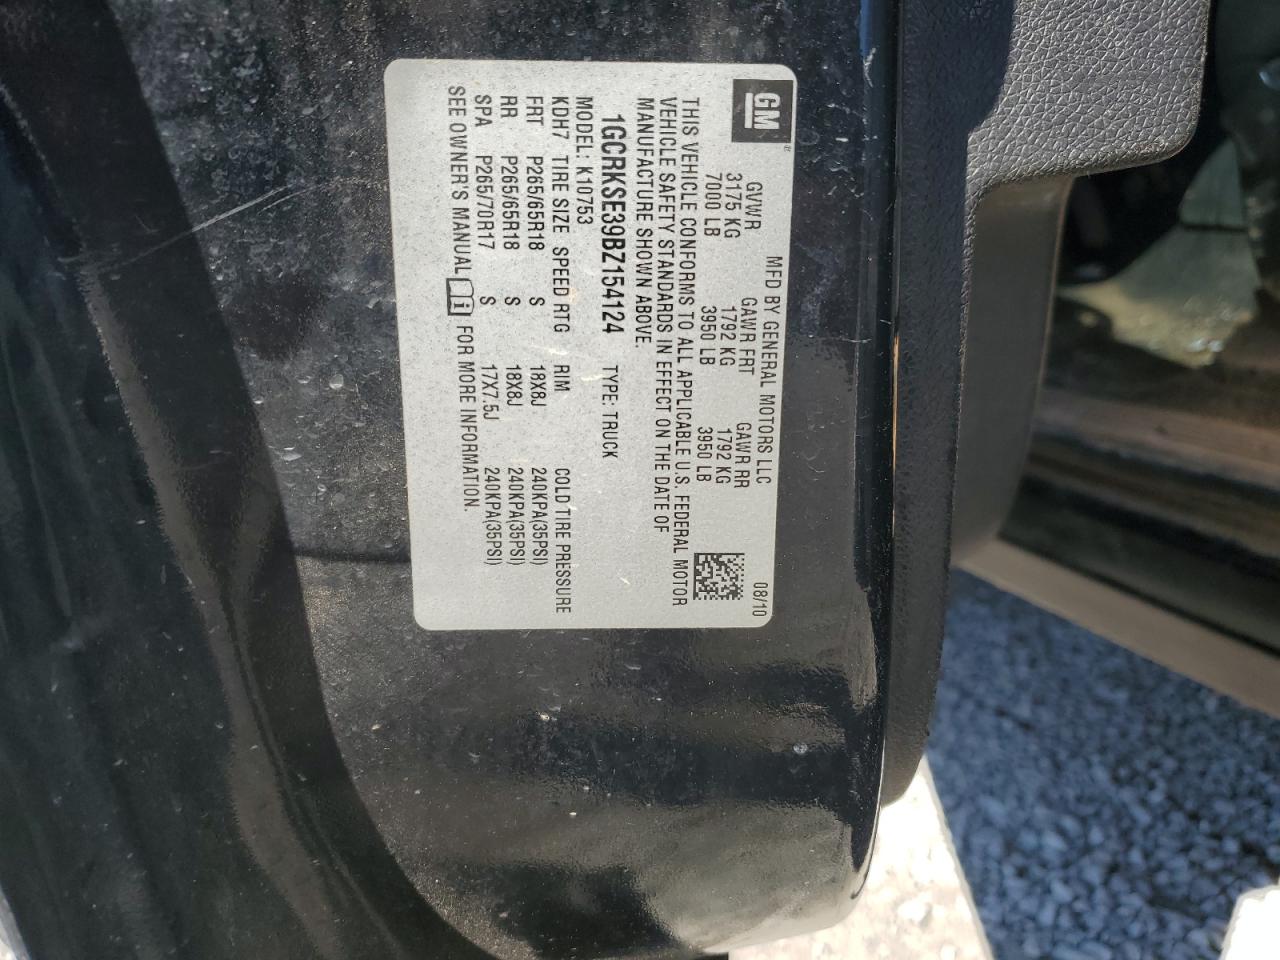 GM
MFD BY GENERAL MOTORS LLC 08/10
GVWR GAWR FRT GAWR RR
3175 KG 1792 KG 1792 KG
7000 LB 3950 LB 3950 LB
THIS VEHICLE CONFORMS TO ALL APPLICABLE U.S. FEDERAL MOTOR
VEHICLE SAFETY STANDARDS IN EFFECT ON THE DATE OF
MANUFACTURE SHOWN ABOVE.
1GCRKSE39BZ154124 TYPE: TRUCK
MODEL: K10753
KDH7 TIRE SIZE SPEED RTG RIM COLD TIRE PRESSURE
FRT P265/65R18 S 18X8J 240KPA(35PSI)
RR P265/65R18 S 18X8J 240KPA(35PSI)
SPA P265/70R17 S 17X7.5J 240KPA(35PSI)
SEE OWNER'S MANUAL i FOR MORE INFORMATION.